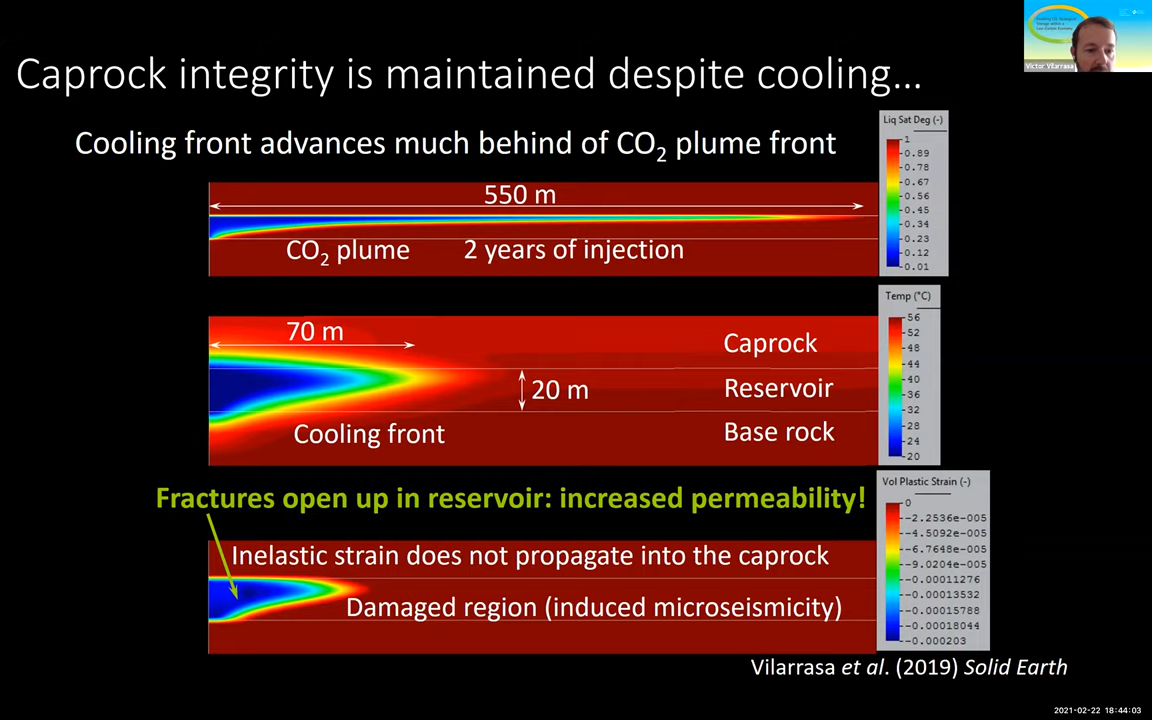 Caprock integrity is maintained despite cooling…
Cooling front advances much behind of CO₂ plume front
Victor Vilarrasa
Liq Sat Deg (-)
1
0.89
0.78
0.67
0.56
0.45
0.34
0.23
0.12
0.01
550 m
CO₂ plume 2 years of injection
Temp (°C)
56
52
48
44
40
36
32
28
24
20
70 m
20 m
Cooling front
Caprock
Reservoir
Base rock
Fractures open up in reservoir: increased permeability!
Vol Plastic Strain (-)
0
-2.2536e-005
-4.5092e-005
-6.7648e-005
-9.0204e-005
-0.00011276
-0.00013532
-0.00015788
-0.00018044
-0.000203
Inelastic strain does not propagate into the caprock
Damaged region (induced microseismicity)
Vilarrasa et al. (2019) Solid Earth
2021-02-22 18:44:03